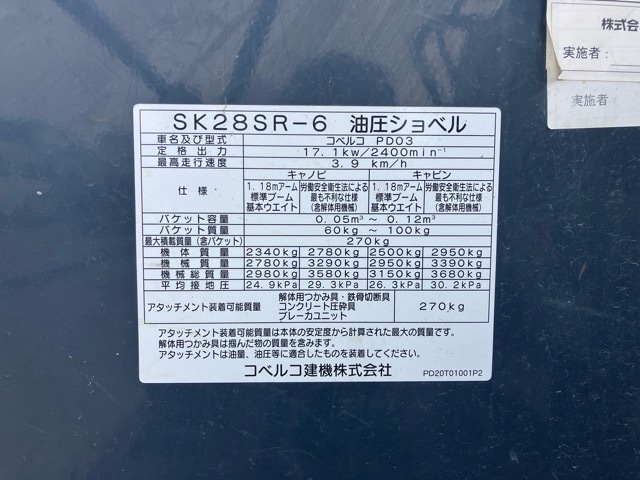 株式会
実施者：
実施者：
SK28SR-6 油圧ショベル
車名及び型式 コベルコ PD03
定格出力 17.1kw/2400min⁻¹
最高走行速度 3.9 km/h
仕様 キャノピ キャビン
1.18mアーム 標準ブーム 基本ウエイト 労働安全衛生法による 最も不利な仕様 (含解体用機械) 1.18mアーム 標準ブーム 基本ウエイト 労働安全衛生法による 最も不利な仕様 (含解体用機械)
バケット容量 0.05m³ ～ 0.12m³
バケット質量 60kg ～ 100kg
最大積載質量(含バケット) 270kg
機体質量 2340kg 2780kg 2500kg 2950kg
機械質量 2780kg 3290kg 2950kg 3390kg
機械総質量 2980kg 3580kg 3150kg 3680kg
平均接地圧 24.9kPa 29.3kPa 26.3kPa 30.2kPa
アタッチメント装着可能質量 解体用つかみ具・鉄骨切断具 コンクリート圧砕具 ブレーカユニット 270kg
アタッチメント装着可能質量は本体の安定度から計算された最大の質量です。
解体用つかみ具は掴んだ物の質量を含みます。
アタッチメントは油量、油圧等に適合したものを装着してください。
コベルコ建機株式会社 PD20T01001P2